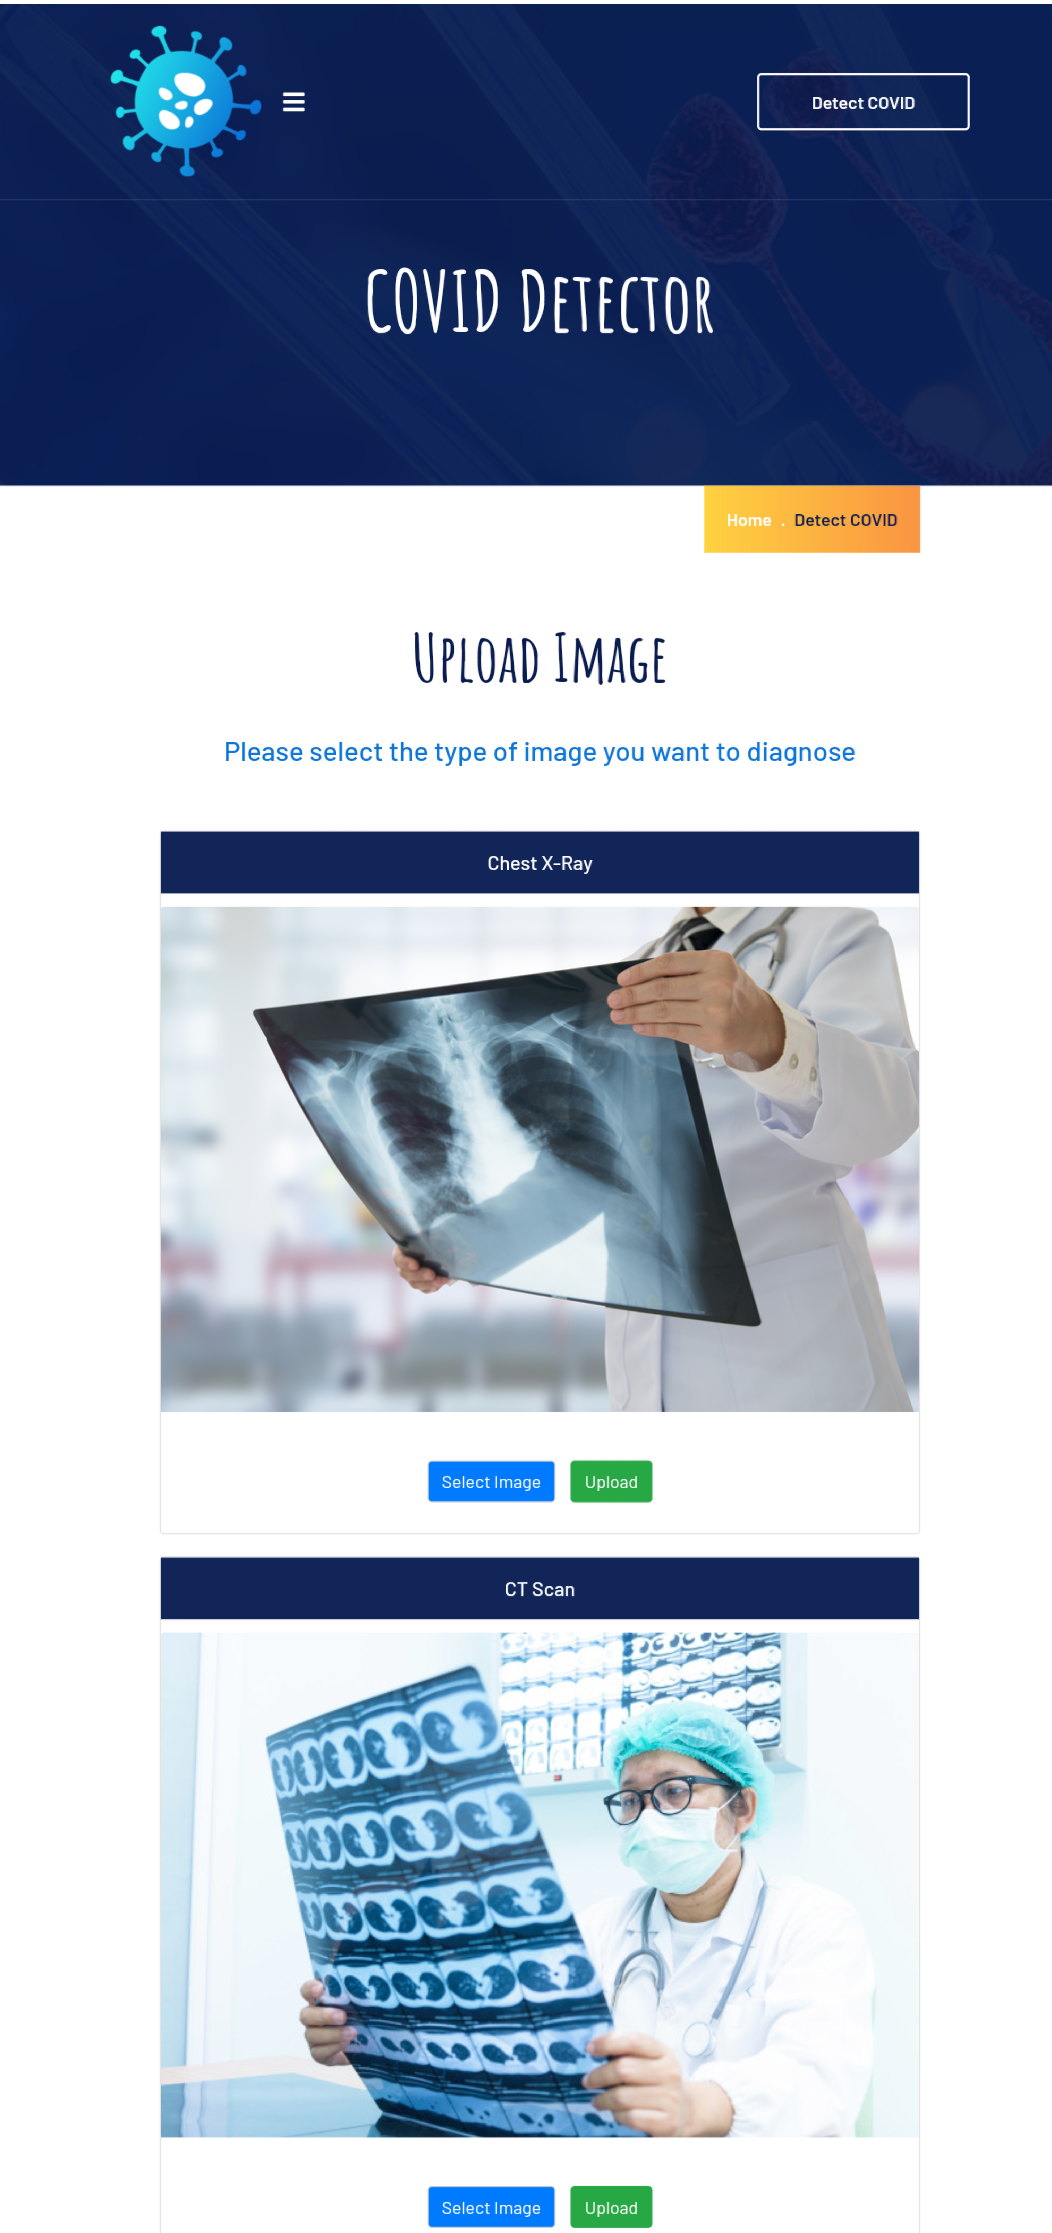 Detect COVID
COVID Detector
Home . Detect COVID
Upload Image
Please select the type of image you want to diagnose
Chest X-Ray
Select Image Upload
CT Scan
Select Image Upload